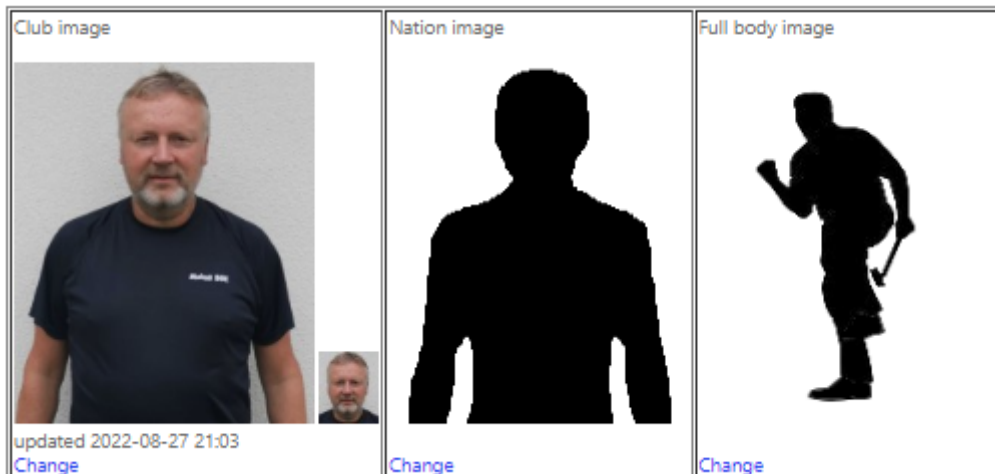 Club image
Nation image
Full body image
updated 2022-08-27 21:03
Change
Change
Change